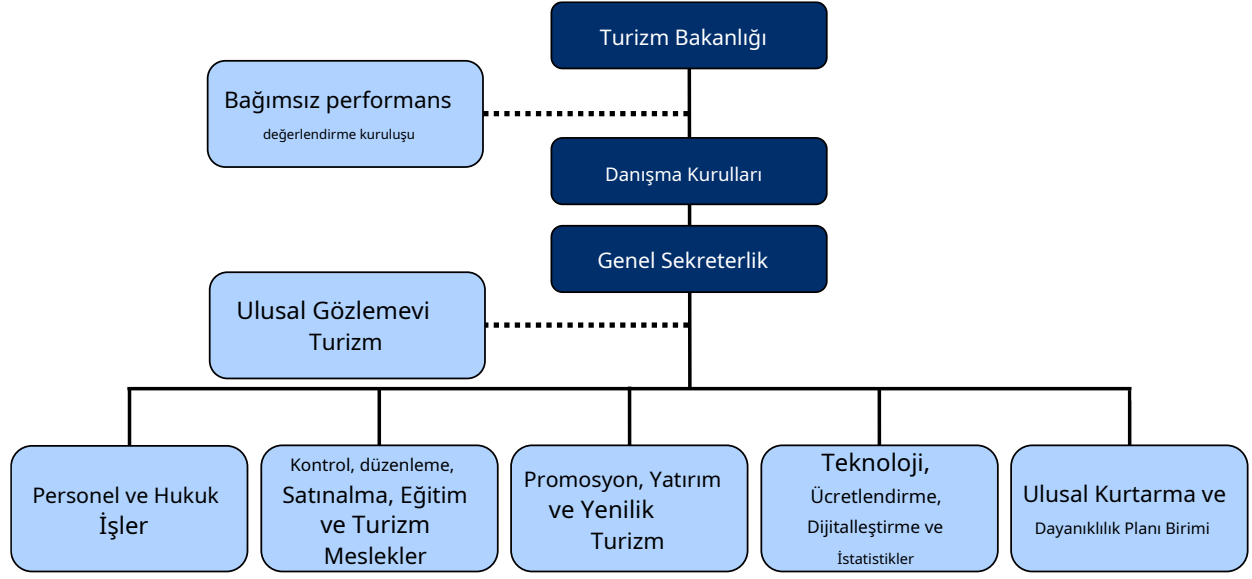 Turizm Bakanlığı
Bağımsız performans
değerlendirme kuruluşu
Danışma Kurulları
Genel Sekreterlik
Ulusal Gözlemevi
Turizm
Personel ve Hukuk
İşler
Kontrol, düzenleme,
Satınalma, Eğitim
ve Turizm
Meslekler
Promosyon, Yatırım
ve Yenilik
Turizm
Teknoloji,
Ücretlendirme,
Dijitalleştirme ve
İstatistikler
Ulusal Kurtarma ve
Dayanıklılık Planı Birimi